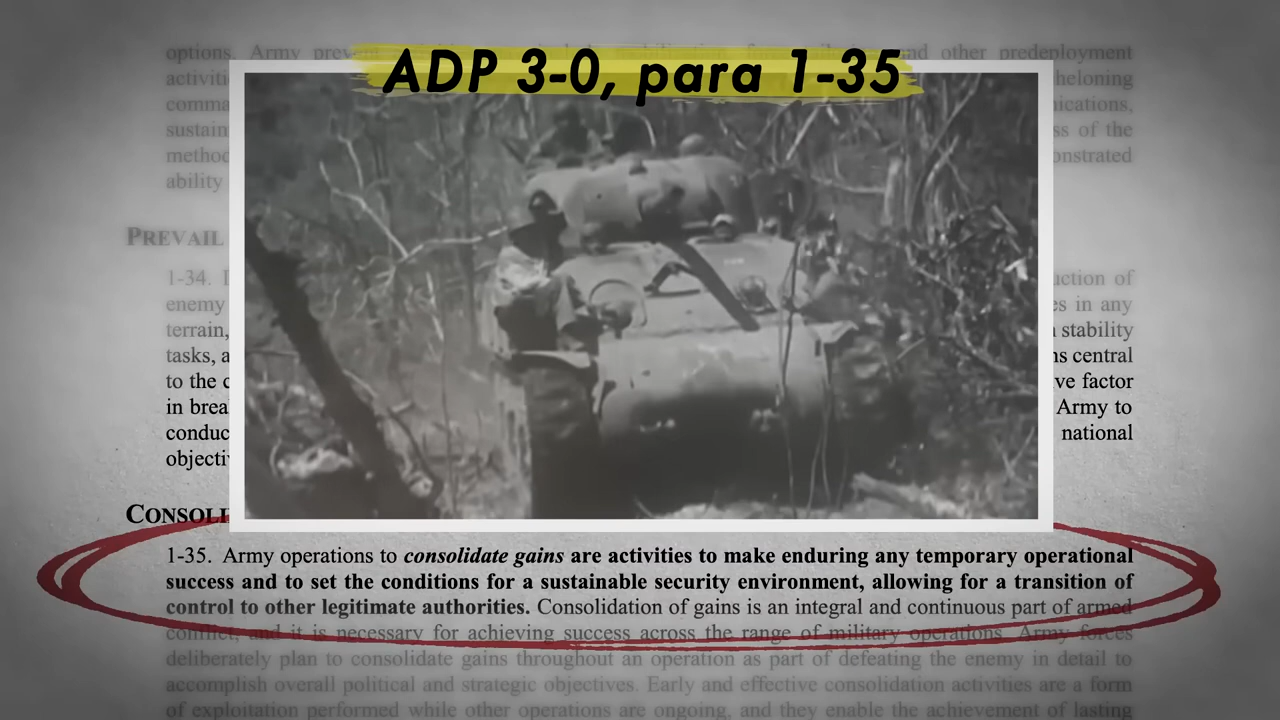 ADP 3-0, para 1-35
options. Army and other predeployment
activiti heloning
comma ications,
sustain ss of the
method onstrated
ability
PREVAIL
1-34. uction of
enemy es in any
terrain, stability
tasks, a ns central
to the c ve factor
in brea Army to
conduc national
objecti
CONSOLI
1-35. Army operations to consolidate gains are activities to make enduring any temporary operational
success and to set the conditions for a sustainable security environment, allowing for a transition of
control to other legitimate authorities. Consolidation of gains is an integral and continuous part of armed
conflict, and it is necessary for achieving success across the range of military operations. Army forces
deliberately plan to consolidate gains throughout an operation as part of defeating the enemy in detail to
accomplish overall political and strategic objectives. Early and effective consolidation activities are a form
of exploitation performed while other operations are ongoing, and they enable the achievement of lasting